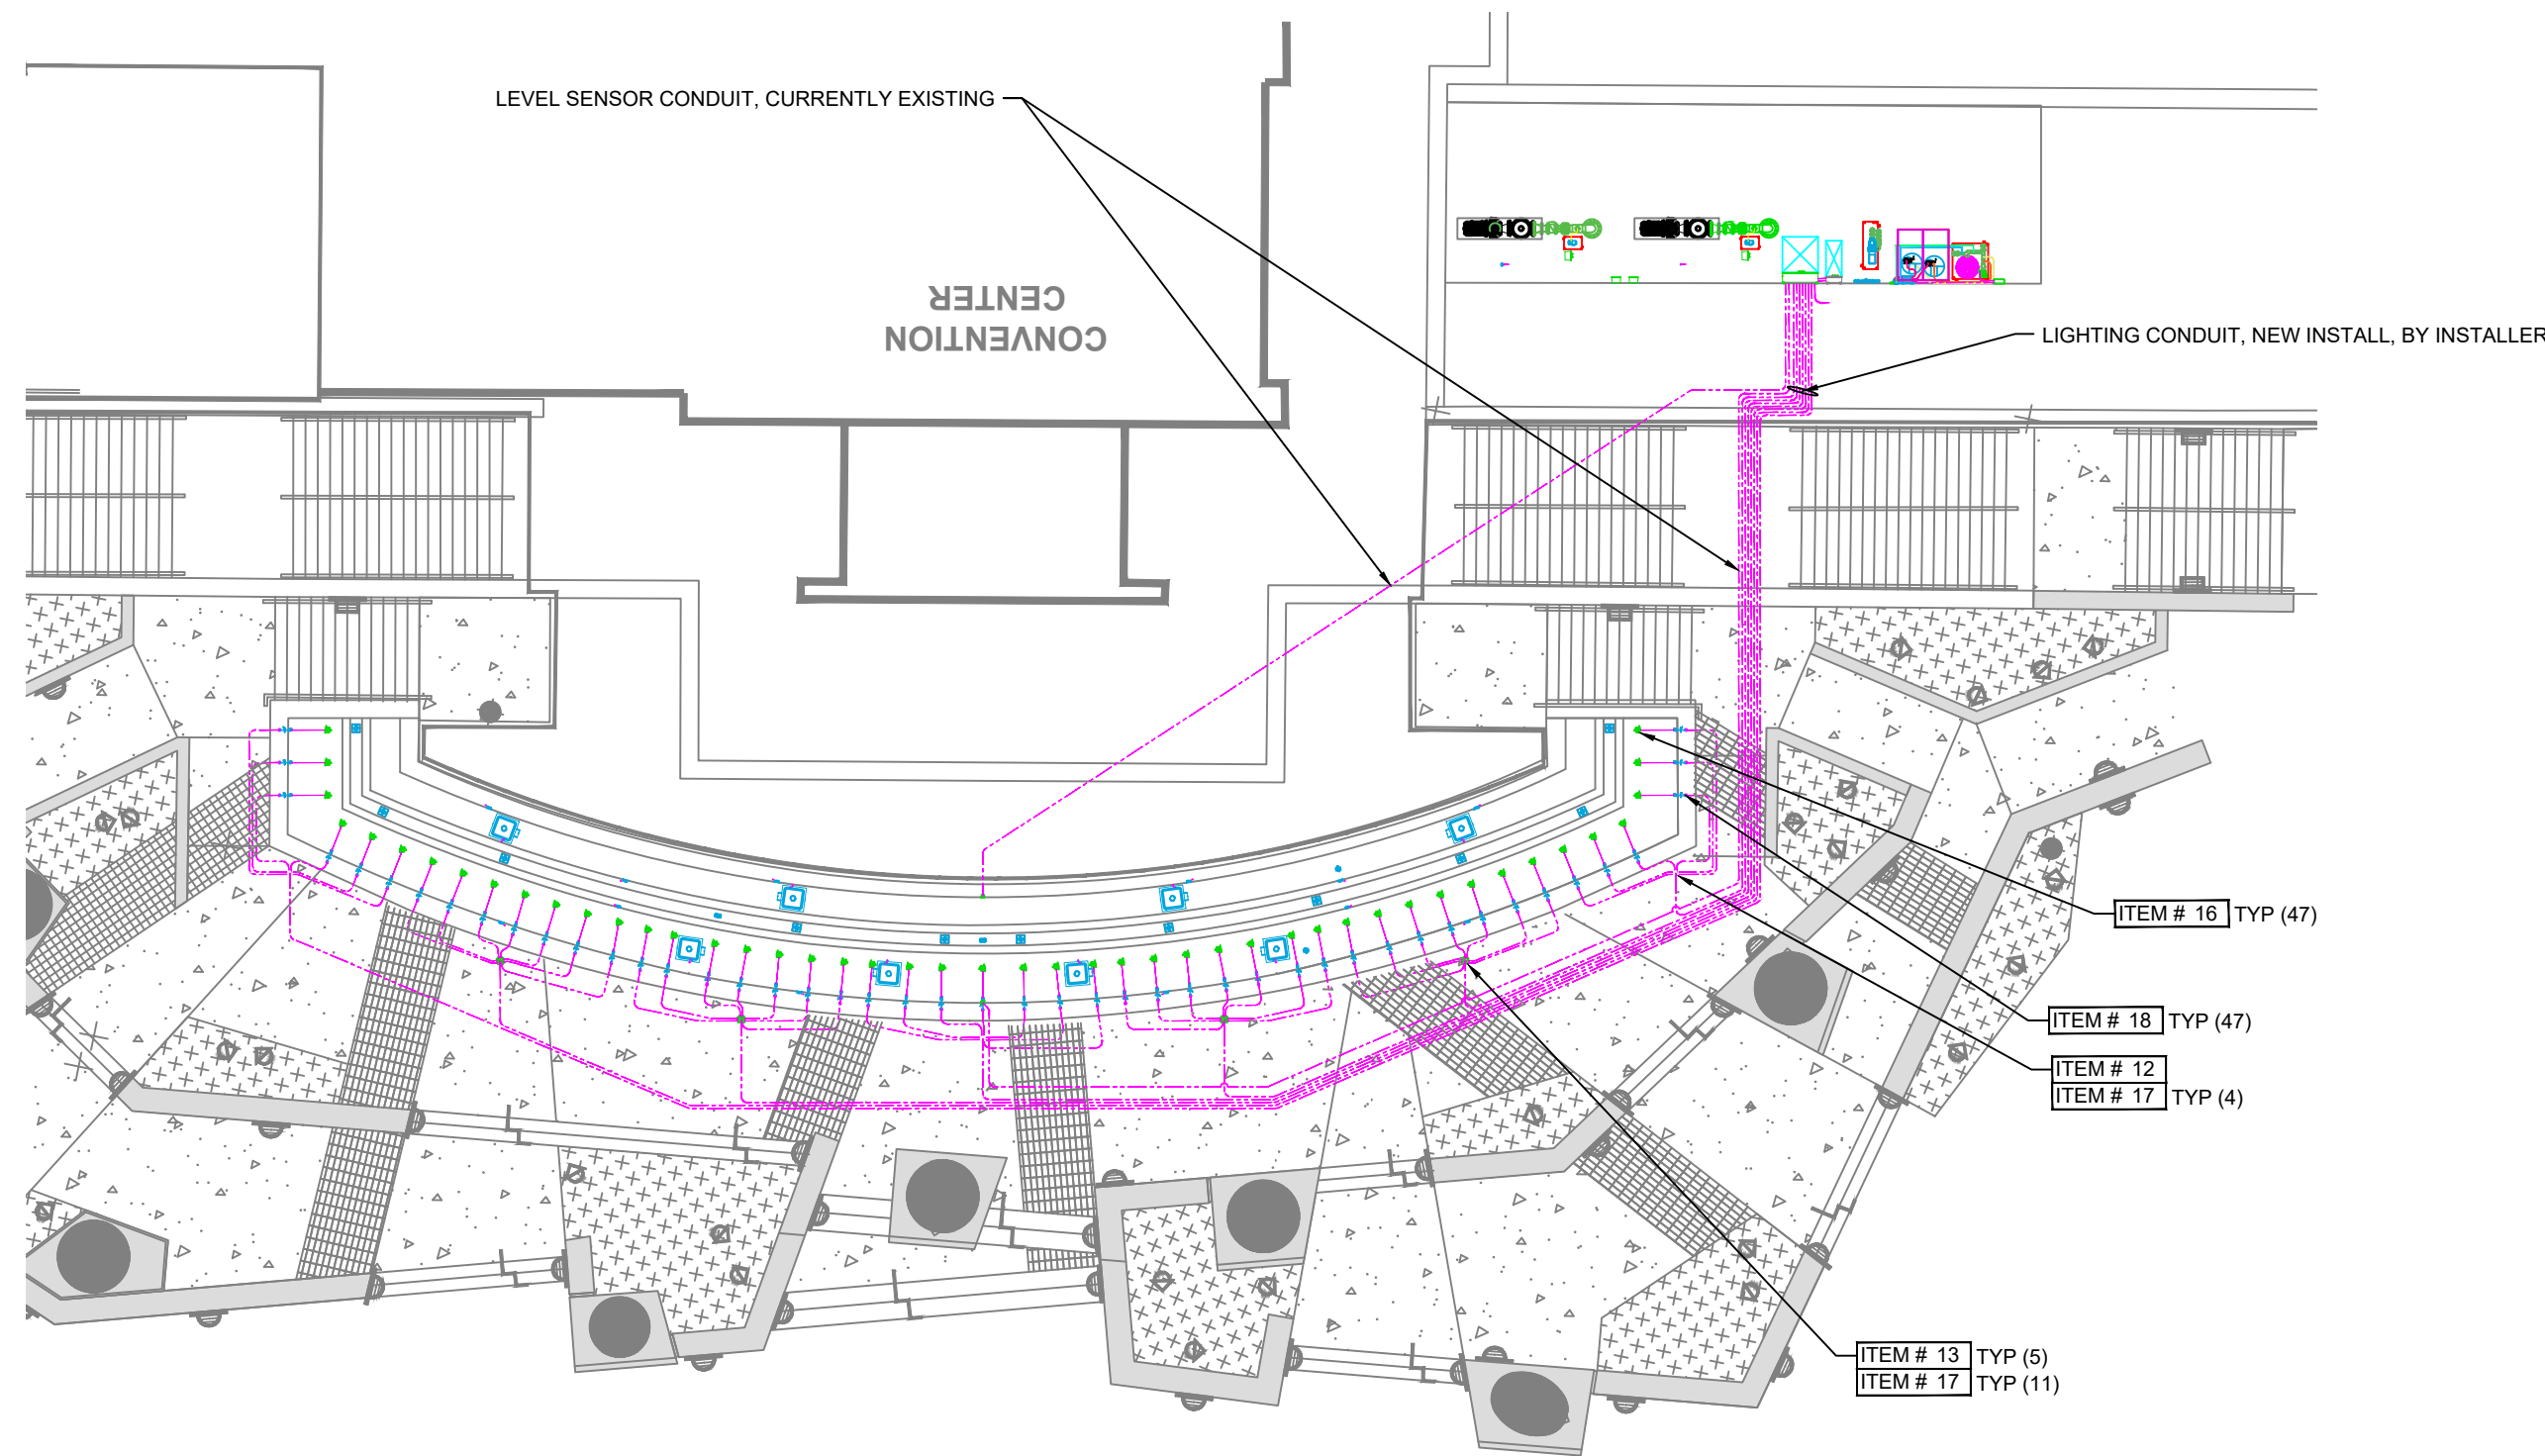 LEVEL SENSOR CONDUIT, CURRENTLY EXISTING
CONVENTION
CENTER
LIGHTING CONDUIT, NEW INSTALL, BY INSTALLER
ITEM # 16 TYP (47)
ITEM # 18 TYP (47)
ITEM # 12
ITEM # 17 TYP (4)
ITEM # 13 TYP (5)
ITEM # 17 TYP (11)